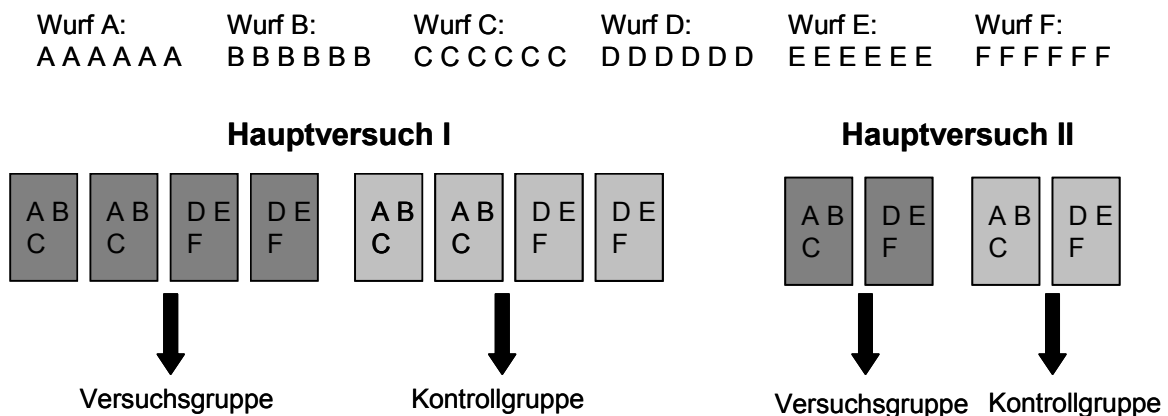 Wurf A: Wurf B: Wurf C: Wurf D: Wurf E: Wurf F:
A A A A A A B B B B B B C C C C C C D D D D D D E E E E E E F F F F F F
Hauptversuch I Hauptversuch II
A B A B D E D E A B A B D E D E A B D E A B D E
C C F F C C F F C F C F
Versuchsgruppe Kontrollgruppe Versuchsgruppe Kontrollgruppe